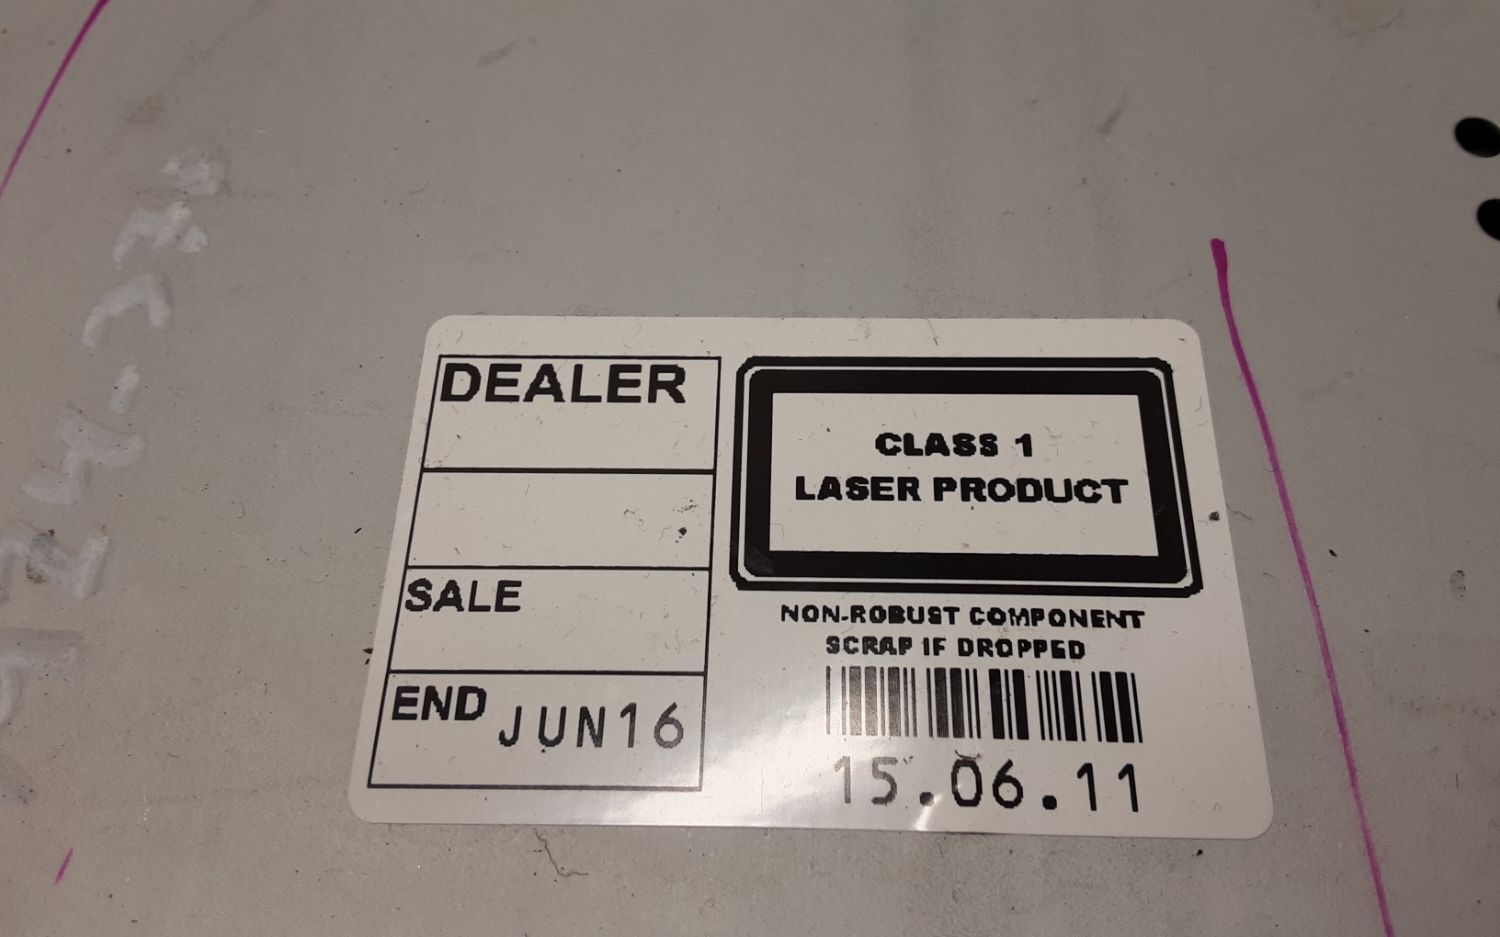 DEALER
SALE
END JUN16
CLASS 1
LASER PRODUCT
NON-ROBUST COMPONENT
SCRAP IF DROPPED
15.06.11